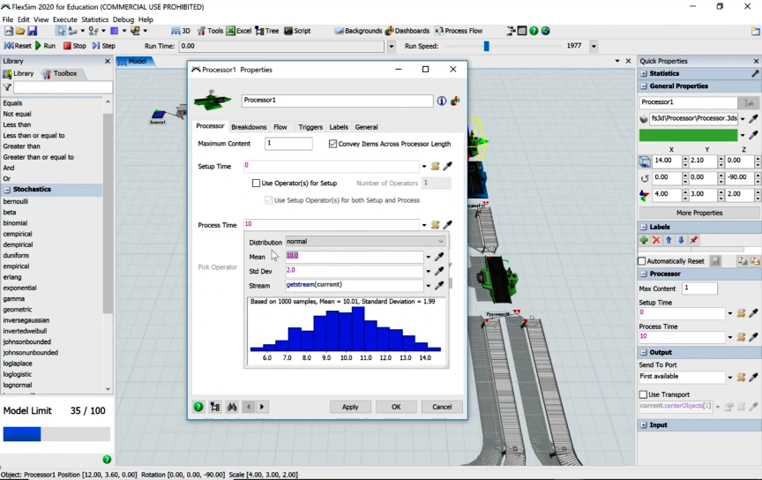 FlexSim 2020 for Education (COMMERCIAL USE PROHIBITED)
File Edit View Execute Statistics Debug Help
3D Tools Excel Tree Script Backgrounds Dashboards Process Flow
Reset Run Stop Step Run Time: 0.00 Run Speed: 1977
Library
Library Toolbox
Equals
Not equal
Less than
Less than or equal to
Greater than
Greater than or equal to
And
Or
Stochastics
bernoulli
beta
binomial
cempirical
dempirical
duniform
empirical
erlang
exponential
gamma
geometric
inversegaussian
invertedweibull
johnsonbounded
johnsonunbounded
loglaplace
loglogistic
lognormal
Model Limit 35 / 100
Model
Source1
Processor1 Properties
Processor1
Processor Breakdowns Flow Triggers Labels General
Maximum Content 1 Convey Items Across Processor Length
Setup Time 0
Use Operator(s) for Setup Number of Operators 1
Use Setup Operator(s) for both Setup and Process
Process Time 10
Pick Operator
Distribution normal
Mean 10.0
Std Dev 2.0
Stream getstream(current)
Based on 1000 samples, Mean = 10.01, Standard Deviation = 1.99
6.0 7.0 8.0 9.0 10.0 11.0 12.0 13.0 14.0
Apply OK Cancel
Quick Properties
Statistics
General Properties
Processor1
fs3d\Processor\Processor.3ds
X Y Z
14.00 2.10 0.00
0.00 0.00 -90.00
4.00 3.00 2.00
More Properties
Labels
Automatically Reset
Processor
Max Content 1
Setup Time
0
Process Time
10
Output
Send To Port
First available
Use Transport
current.centerObjects[1]
Input
Object: Processor1 Position [12.00, 3.60, 0.00] Rotation [0.00, 0.00, -90.00] Scale [4.00, 3.00, 2.00]